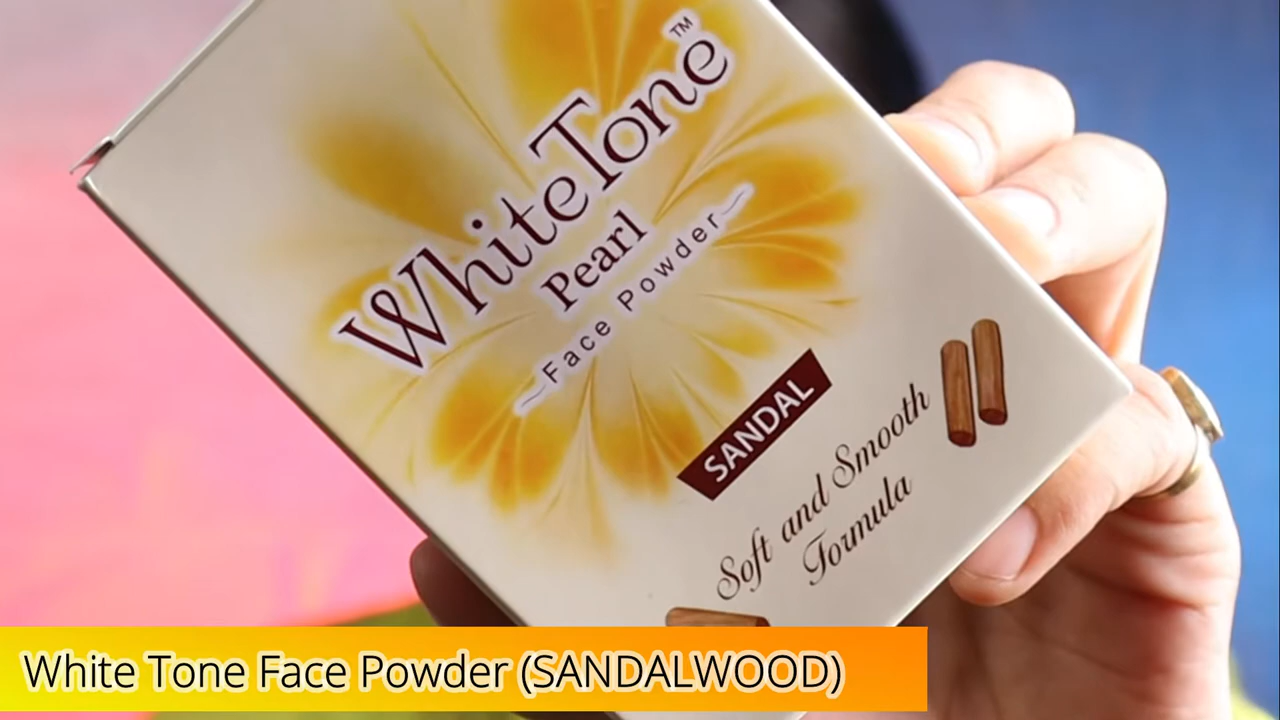 WhiteTone™
Pearl
Face Powder
SANDAL
Soft and Smooth
Formula
White Tone Face Powder (SANDALWOOD)